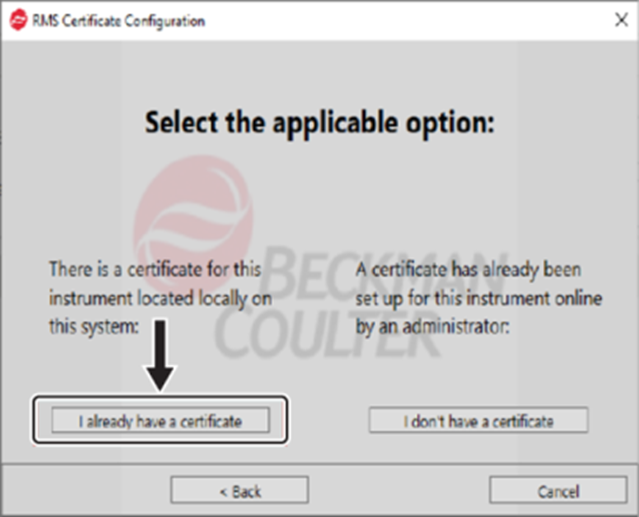 RMS Certificate Configuration
Select the applicable option:
There is a certificate for this
instrument located locally on
this system:
A certificate has already been
set up for this instrument online
by an administrator:
BECKMAN
COULTER
I already have a certificate
I don't have a certificate
< Back
Cancel